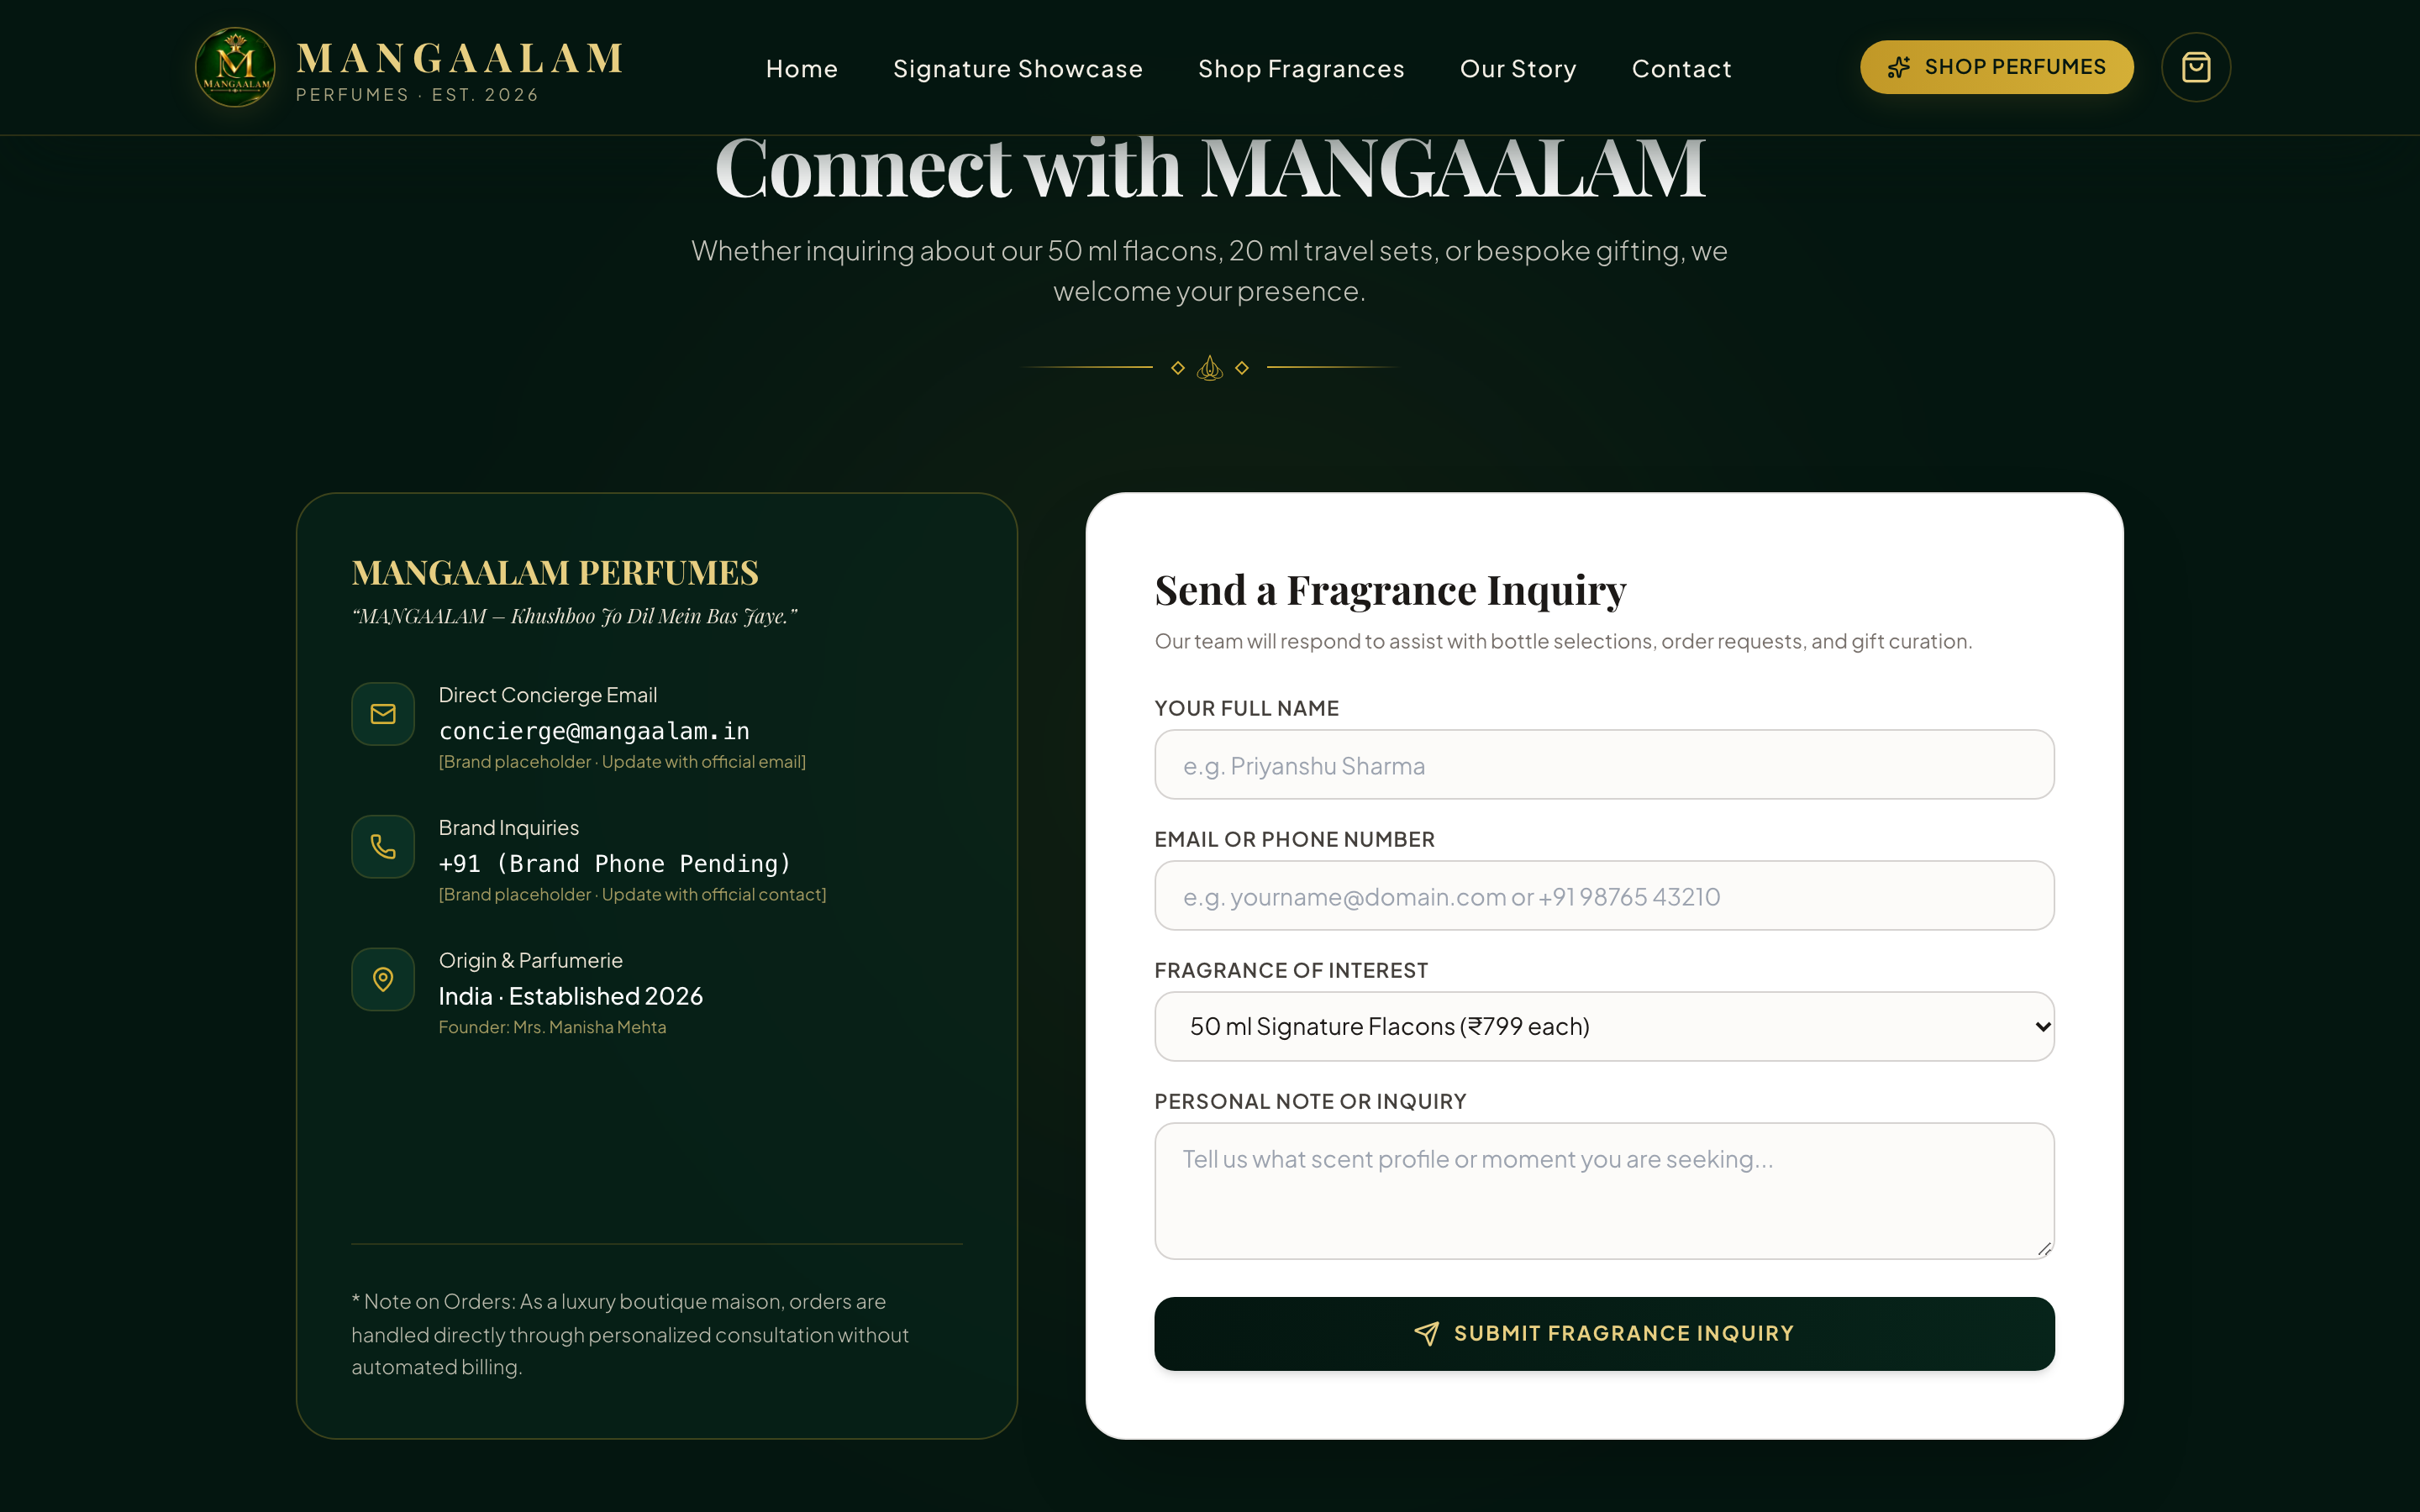 MANGAALAM
MANGAALAM
PERFUMES · EST. 2026
Home
Signature Showcase
Shop Fragrances
Our Story
Contact
SHOP PERFUMES
Connect with MANGAALAM
Whether inquiring about our 50 ml flacons, 20 ml travel sets, or bespoke gifting, we
welcome your presence.
MANGAALAM PERFUMES
“MANGAALAM – Khushboo Jo Dil Mein Bas Jaye.”
Direct Concierge Email
concierge@mangaalam.in
[Brand placeholder · Update with official email]
Brand Inquiries
+91 (Brand Phone Pending)
[Brand placeholder · Update with official contact]
Origin & Parfumerie
India · Established 2026
Founder: Mrs. Manisha Mehta
* Note on Orders: As a luxury boutique maison, orders are
handled directly through personalized consultation without
automated billing.
Send a Fragrance Inquiry
Our team will respond to assist with bottle selections, order requests, and gift curation.
YOUR FULL NAME
e.g. Priyanshu Sharma
EMAIL OR PHONE NUMBER
e.g. yourname@domain.com or +91 98765 43210
FRAGRANCE OF INTEREST
50 ml Signature Flacons (₹799 each)
PERSONAL NOTE OR INQUIRY
Tell us what scent profile or moment you are seeking...
SUBMIT FRAGRANCE INQUIRY